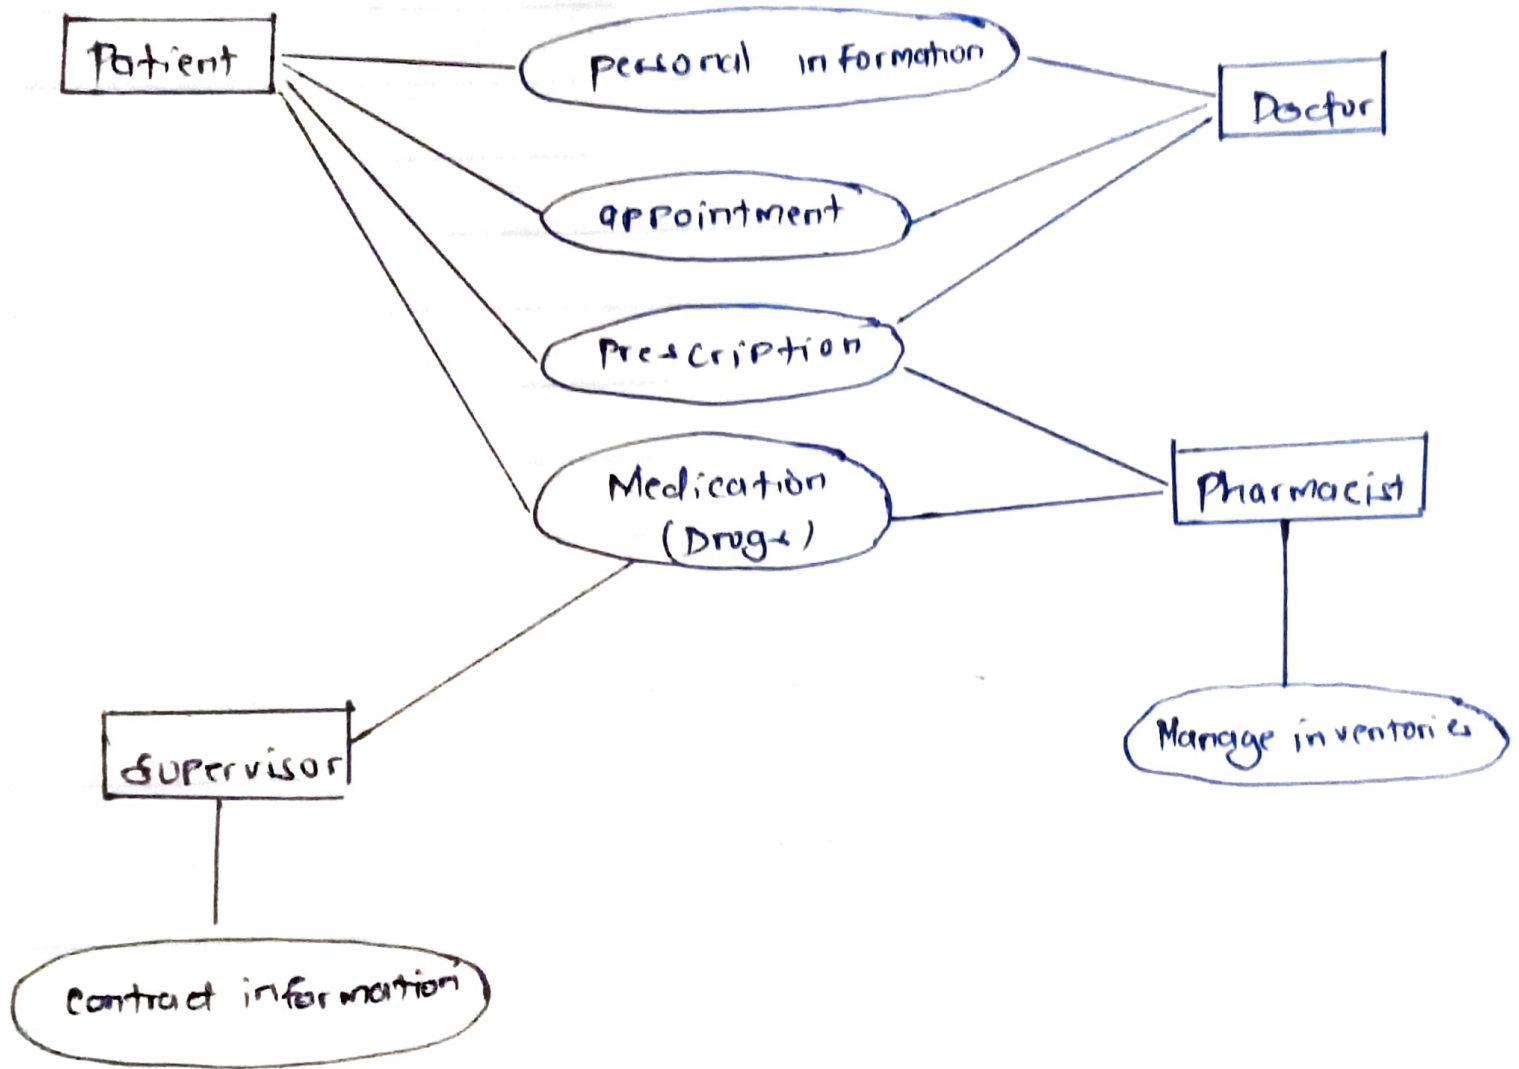 Patient
personal information
Doctor
appointment
Prescription
Medication
(Drugs)
Pharmacist
Supervisor
Manage inventories
contract information